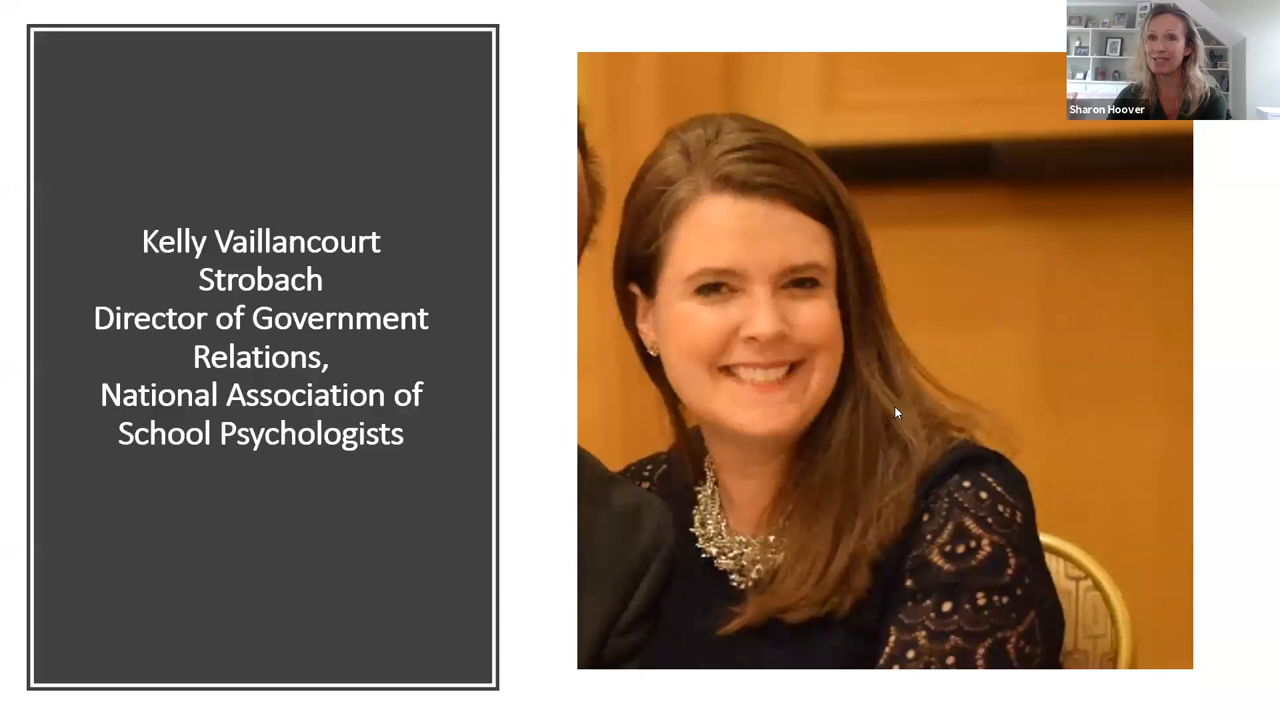 Kelly Vaillancourt
Strobach
Director of Government
Relations,
National Association of
School Psychologists
Sharon Hoover